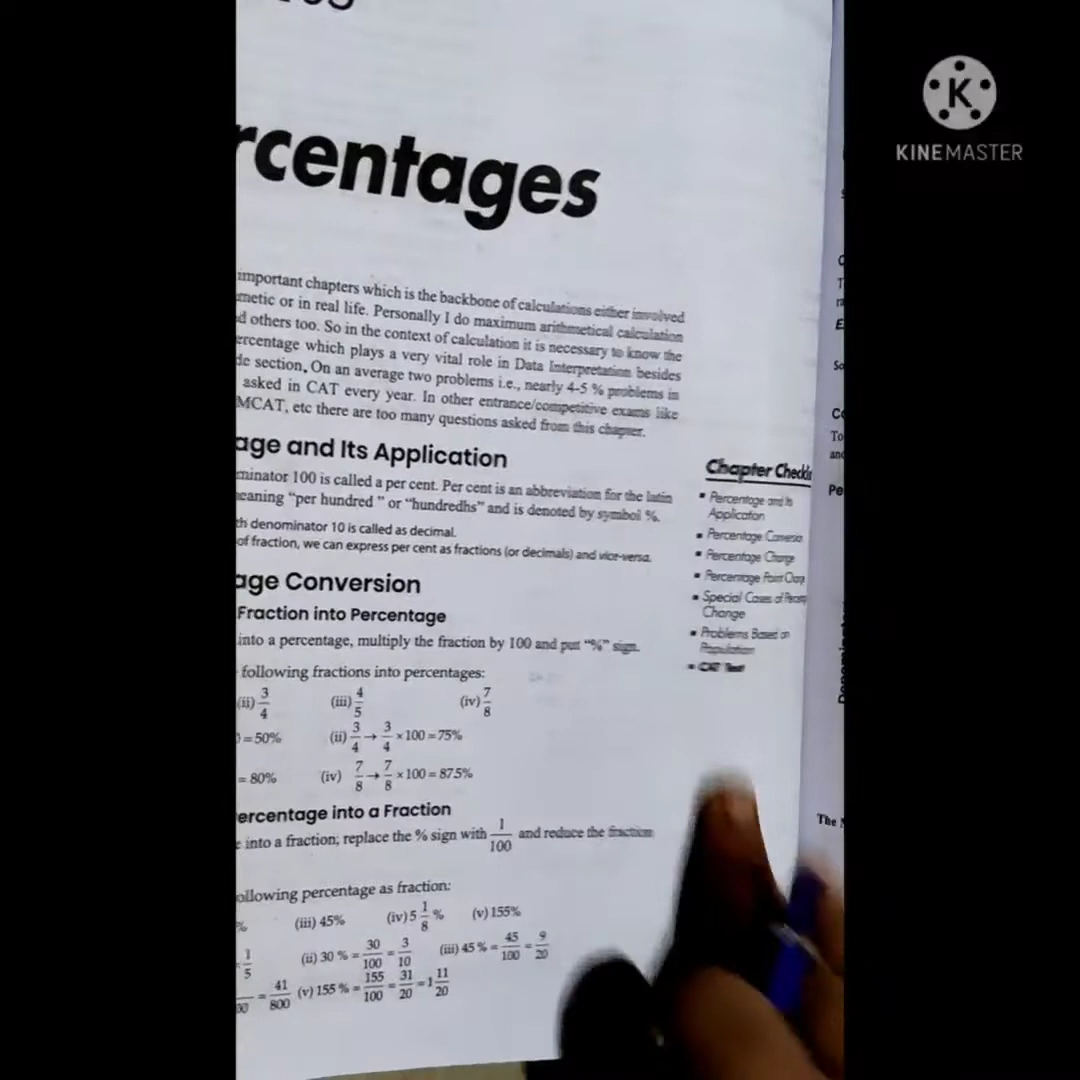 KINEMASTER
rcentages
important chapters which is the backbone of calculations either involved
metic or in real life. Personally I do maximum arithmetical calculation
d others too. So in the context of calculation it is necessary to know the
ercentage which plays a very vital role in Data Interpretation besides
de section, On an average two problems i.e., nearly 4-5 % problems in
asked in CAT every year. In other entrance/competitive exams like
MCAT, etc there are too many questions asked from this chapter.
age and Its Application
minator 100 is called a per cent. Per cent is an abbreviation for the latin
eaning "per hundred " or "hundredhs" and is denoted by symbol %.
th denominator 10 is called as decimal.
of fraction, we can express per cent as fractions (or decimals) and vice-versa.
age Conversion
Fraction into Percentage
into a percentage, multiply the fraction by 100 and put "%" sign.
following fractions into percentages:
(ii) 3/4 (iii) 4/5 (iv) 7/8
= 50% (ii) 3/4 → 3/4 × 100 = 75%
= 80% (iv) 7/8 → 7/8 × 100 = 87.5%
ercentage into a Fraction
e into a fraction; replace the % sign with 1/100 and reduce the fraction
ollowing percentage as fraction:
% (iii) 45% (iv) 5 1/8 % (v) 155%
1/5 (ii) 30 % = 30/100 = 3/10 (iii) 45 % = 45/100 = 9/20
= 41/800 (v) 155 % = 155/100 = 31/20 = 1 11/20
Chapter Checkli
▪ Percentage and Its
Application
▪ Percentage
▪ Percentage Change
▪ Percentage Point
▪ Special Cases of
Change
▪ Problems Based on
Population
▪ CAT Test
The